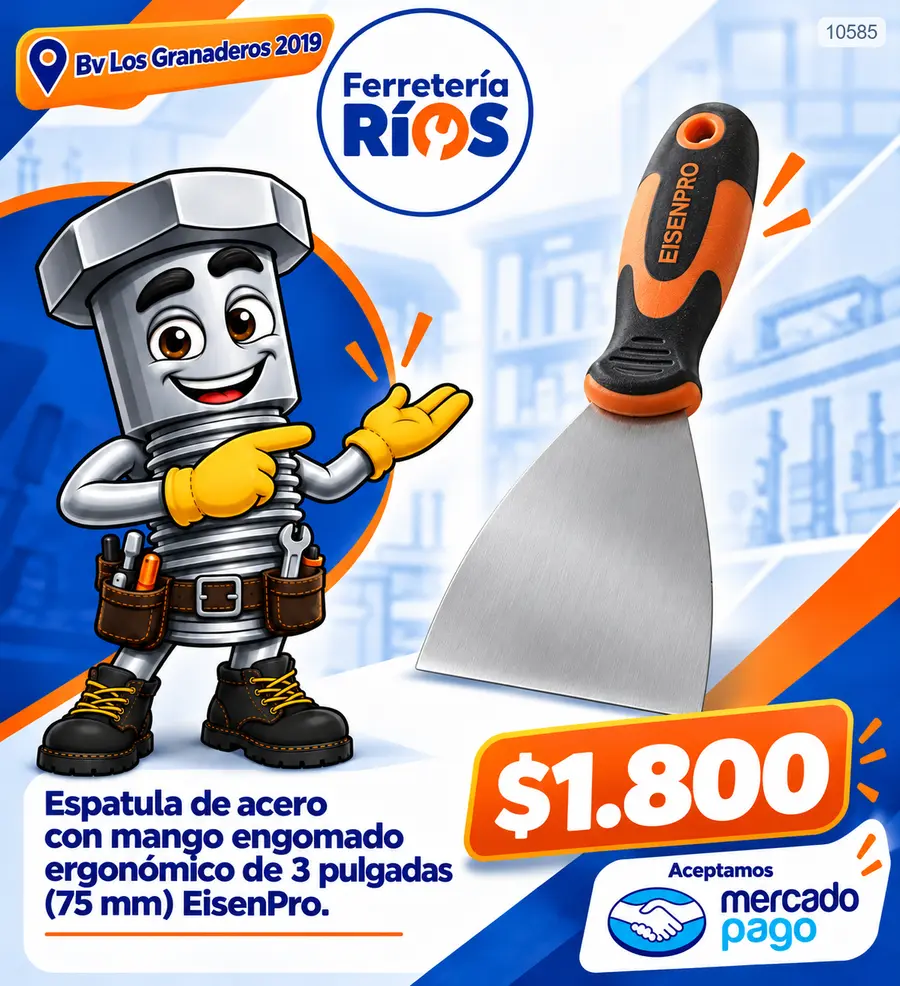 Bv Los Granaderos 2019
Ferretería
RÍOS
10585
EISENPRO
Espatula de acero
con mango engomado
ergonómico de 3 pulgadas
(75 mm) EisenPro.
$1.800
Aceptamos
mercado
pago